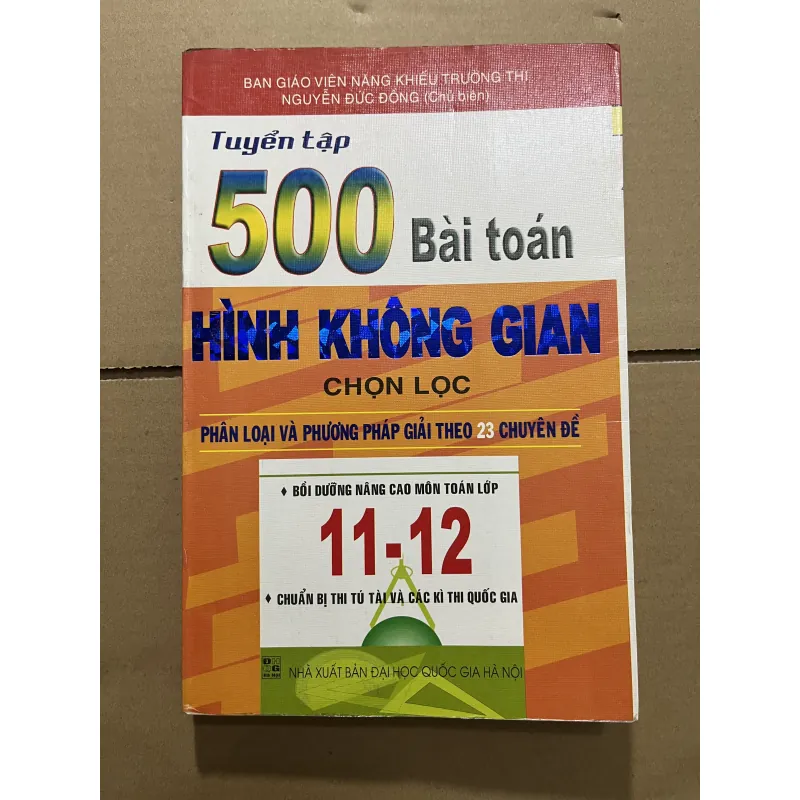 BAN GIÁO VIÊN NĂNG KHIẾU TRƯỜNG THI
NGUYỄN ĐỨC ĐỒNG (Chủ biên)
Tuyển tập
500 Bài toán
HÌNH KHÔNG GIAN
CHỌN LỌC
PHÂN LOẠI VÀ PHƯƠNG PHÁP GIẢI THEO 23 CHUYÊN ĐỀ
♦ BỒI DƯỠNG NÂNG CAO MÔN TOÁN LỚP
11-12
♦ CHUẨN BỊ THI TÚ TÀI VÀ CÁC KÌ THI QUỐC GIA
NHÀ XUẤT BẢN ĐẠI HỌC QUỐC GIA HÀ NỘI